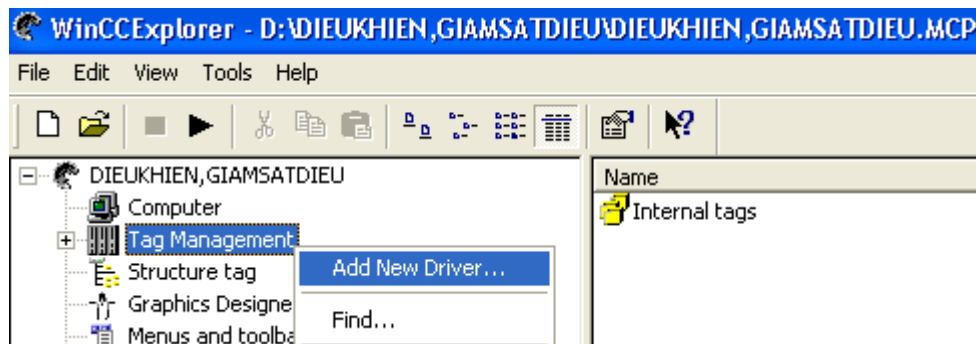 WinCCExplorer - D:\DIEUKHIEN,GIAMSATDIEU\DIEUKHIEN,GIAMSATDIEU.MCP
File Edit View Tools Help
DIEUKHIEN,GIAMSATDIEU
Computer
Tag Management
Structure tag
Graphics Designe
Menus and toolba
Add New Driver...
Find...
Name
Internal tags